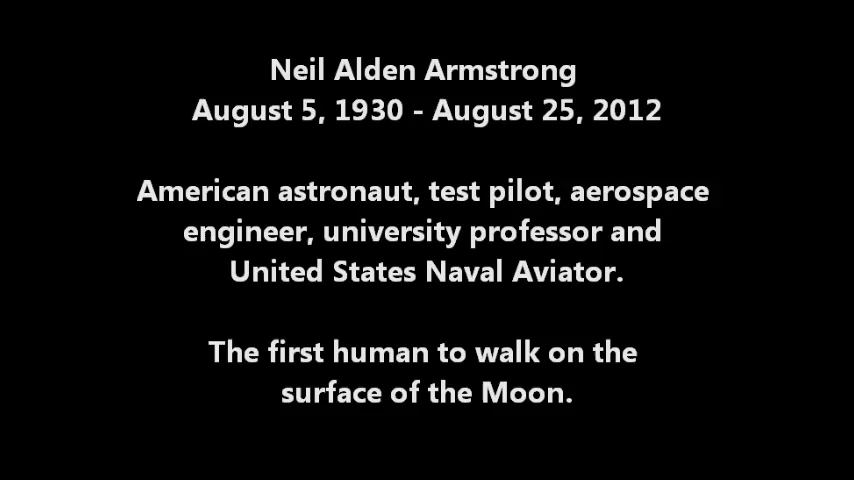 Neil Alden Armstrong
August 5, 1930 - August 25, 2012
American astronaut, test pilot, aerospace
engineer, university professor and
United States Naval Aviator.
The first human to walk on the
surface of the Moon.